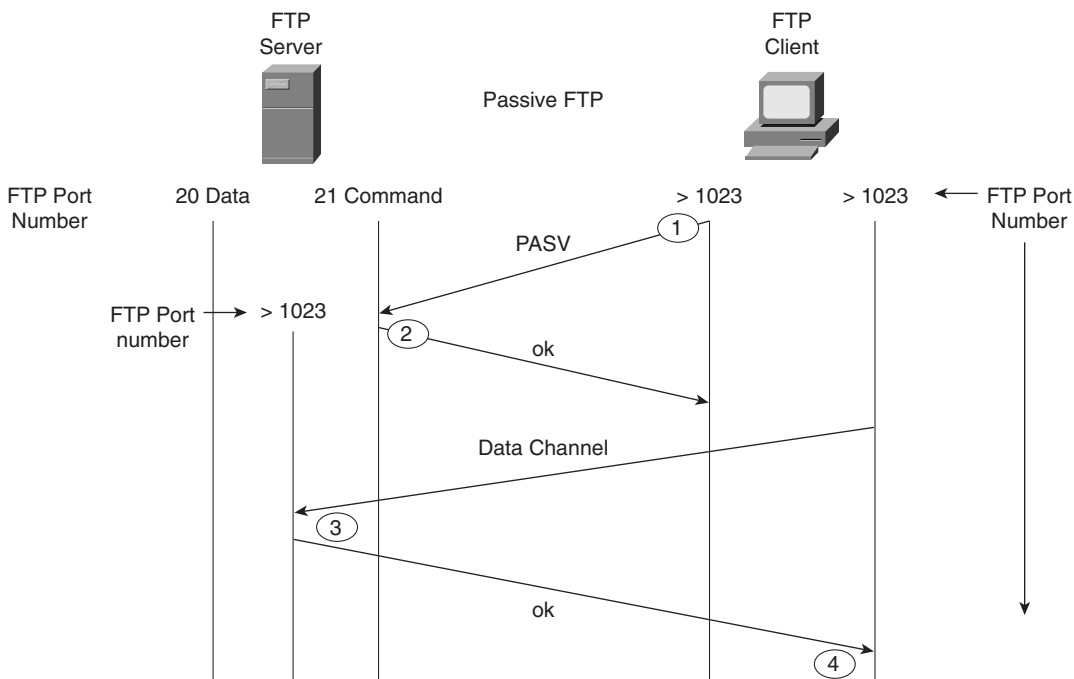 FTP
Server
FTP
Client
Passive FTP
FTP Port
Number
20 Data
21 Command
> 1023
> 1023
FTP Port
Number
1
PASV
FTP Port
number
> 1023
2
ok
Data Channel
3
ok
4